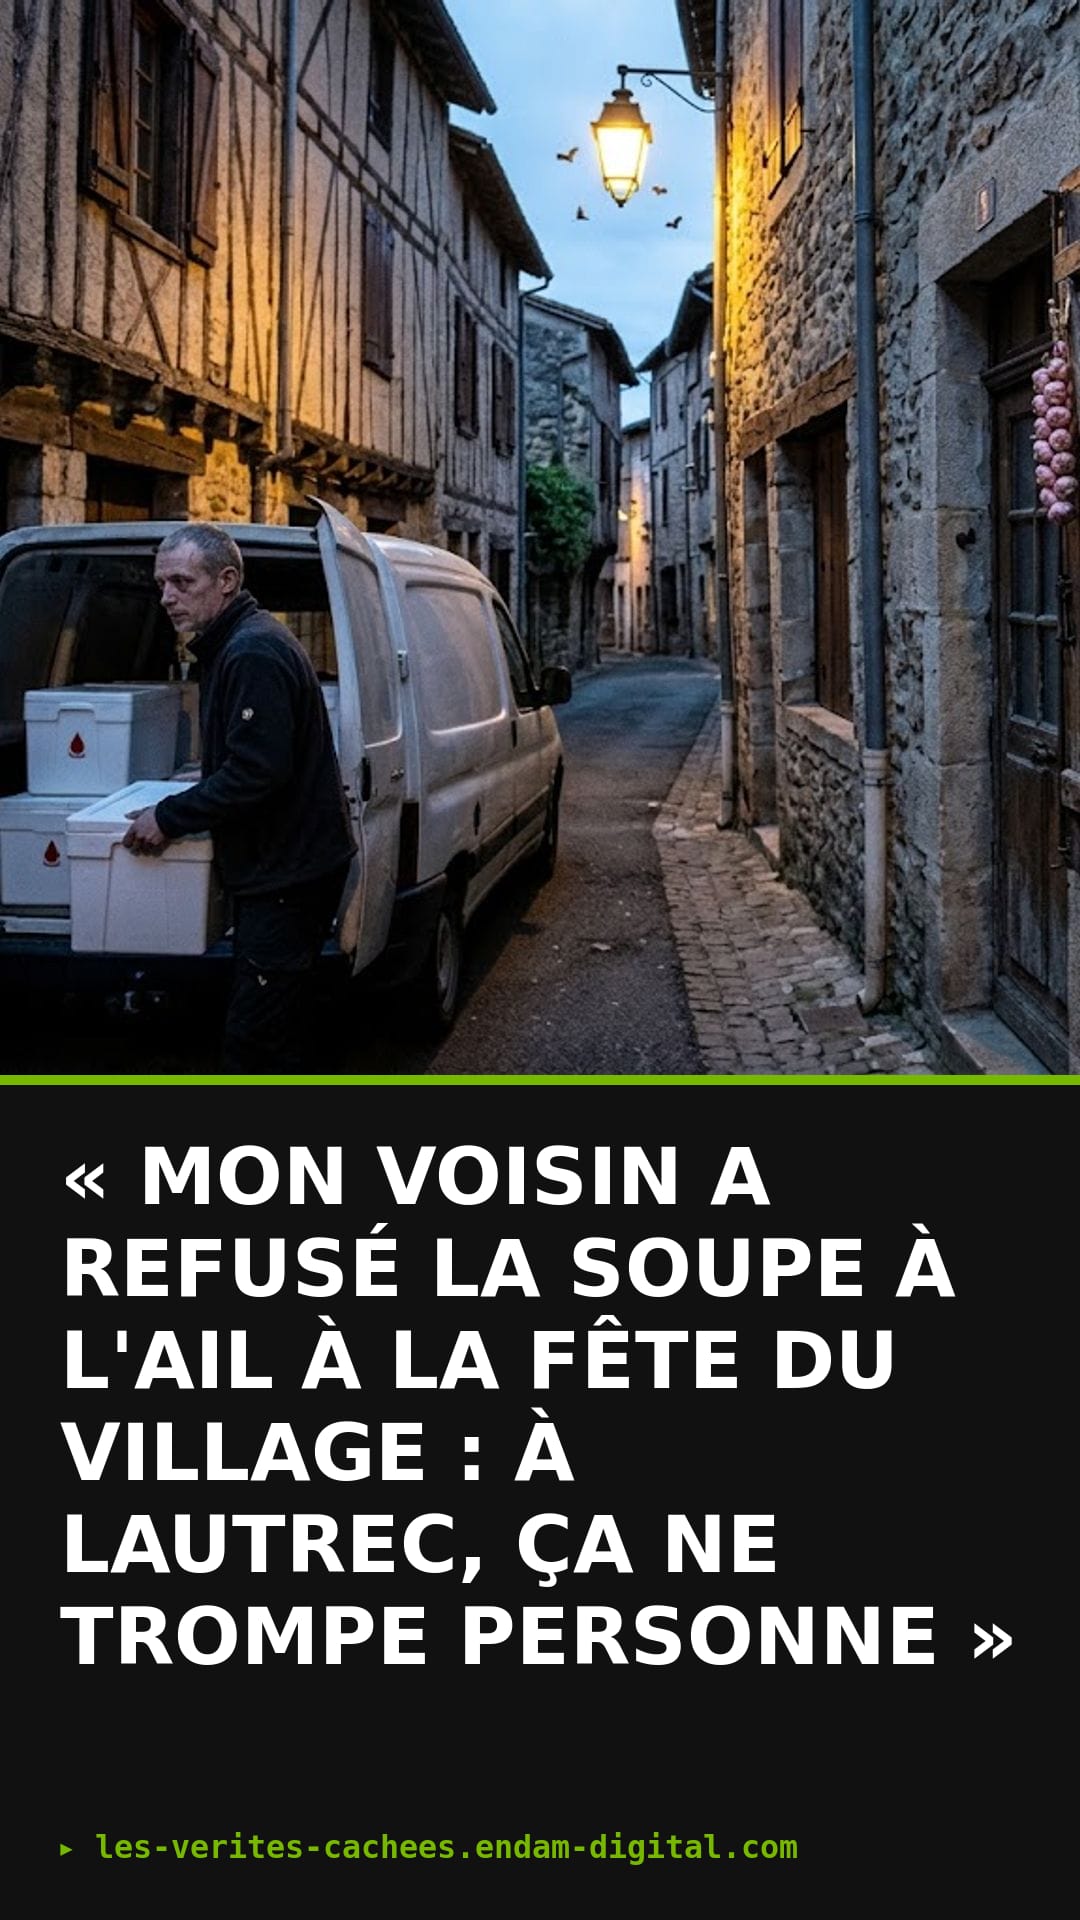 « MON VOISIN A
REFUSÉ LA SOUPE À
L'AIL À LA FÊTE DU
VILLAGE : À
LAUTREC, ÇA NE
TROMPE PERSONNE »
▸ les-verites-cachees.endam-digital.com